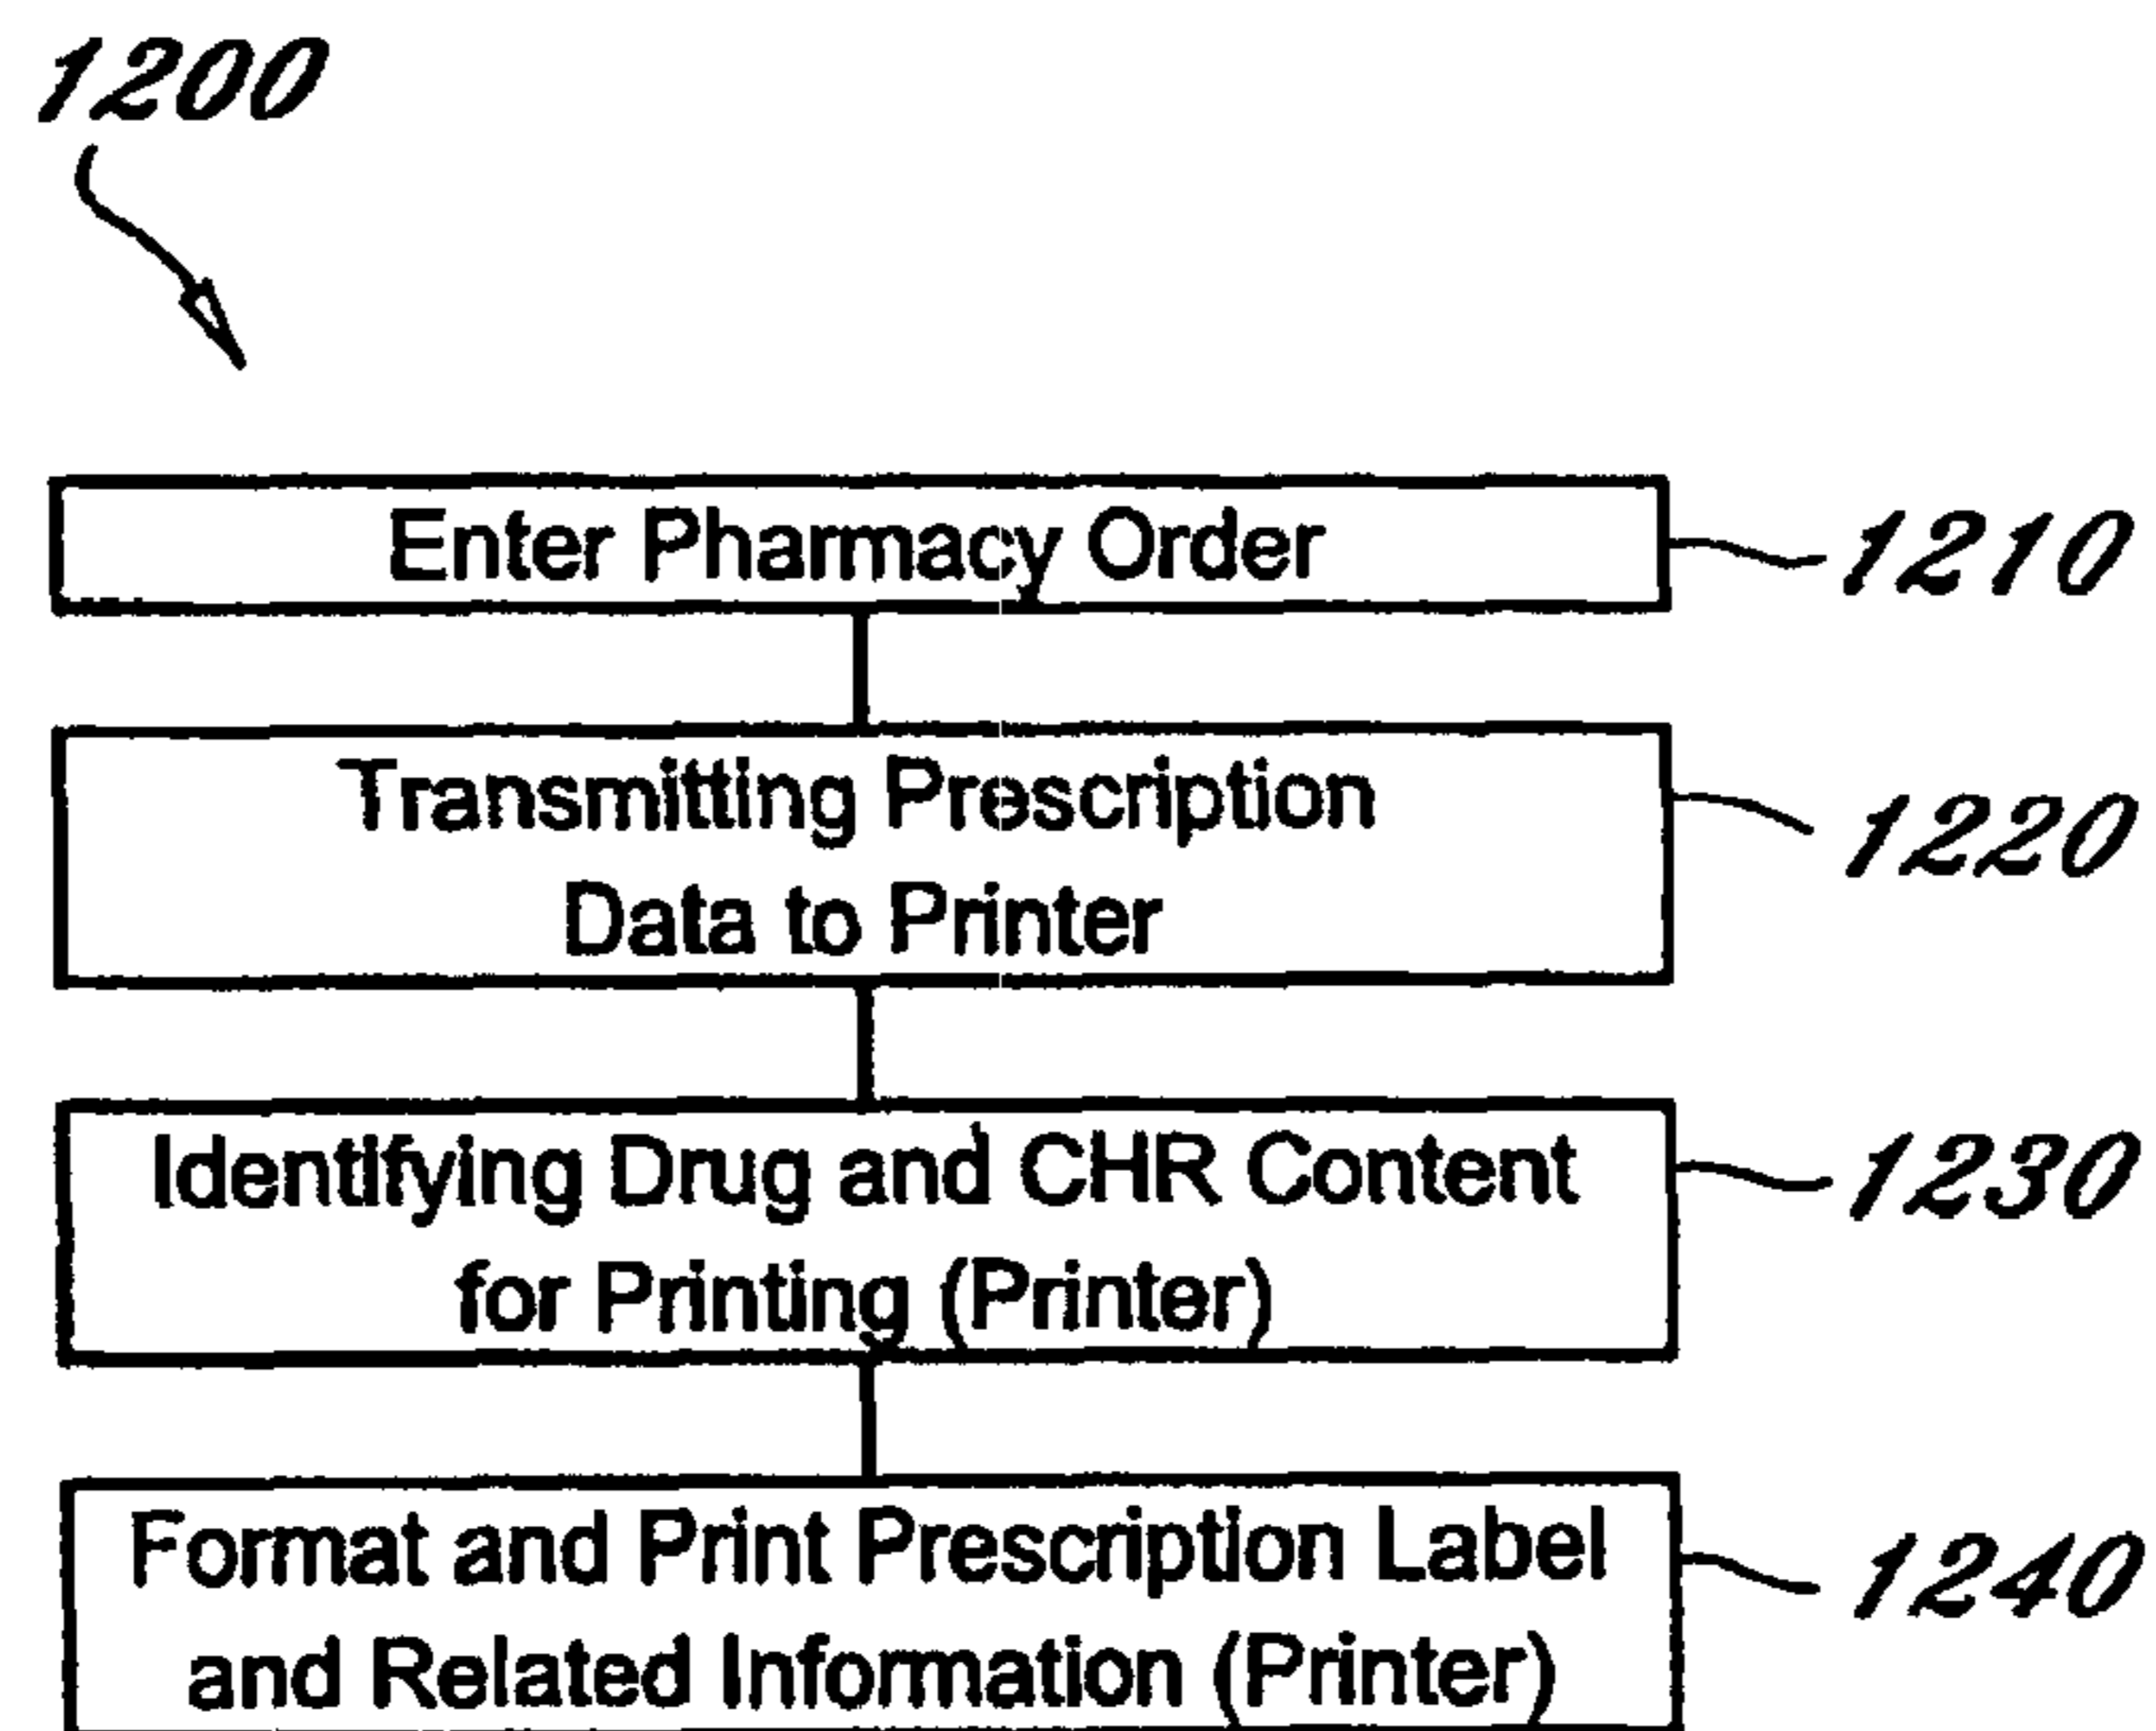 1200
Enter Pharmacy Order
1210
Transmitting Prescription
Data to Printer
1220
Identifying Drug and CHR Content
for Printing (Printer)
1230
Format and Print Prescription Label
and Related Information (Printer)
1240